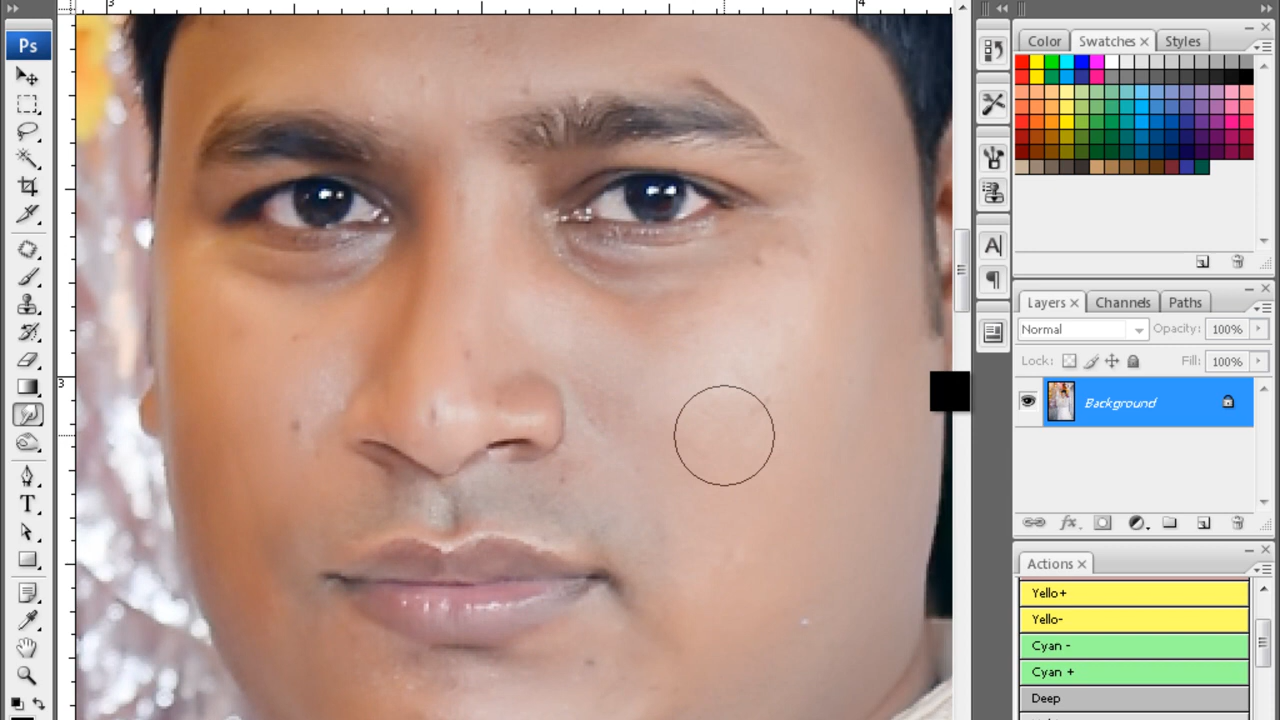 3
4
Ps
Color
Swatches ×
Styles
3
A
T
Layers ×
Channels
Paths
Normal
Opacity:
100%
Lock:
Fill:
100%
Background
fx
Actions ×
Yello+
Yello-
Cyan -
Cyan +
Deep